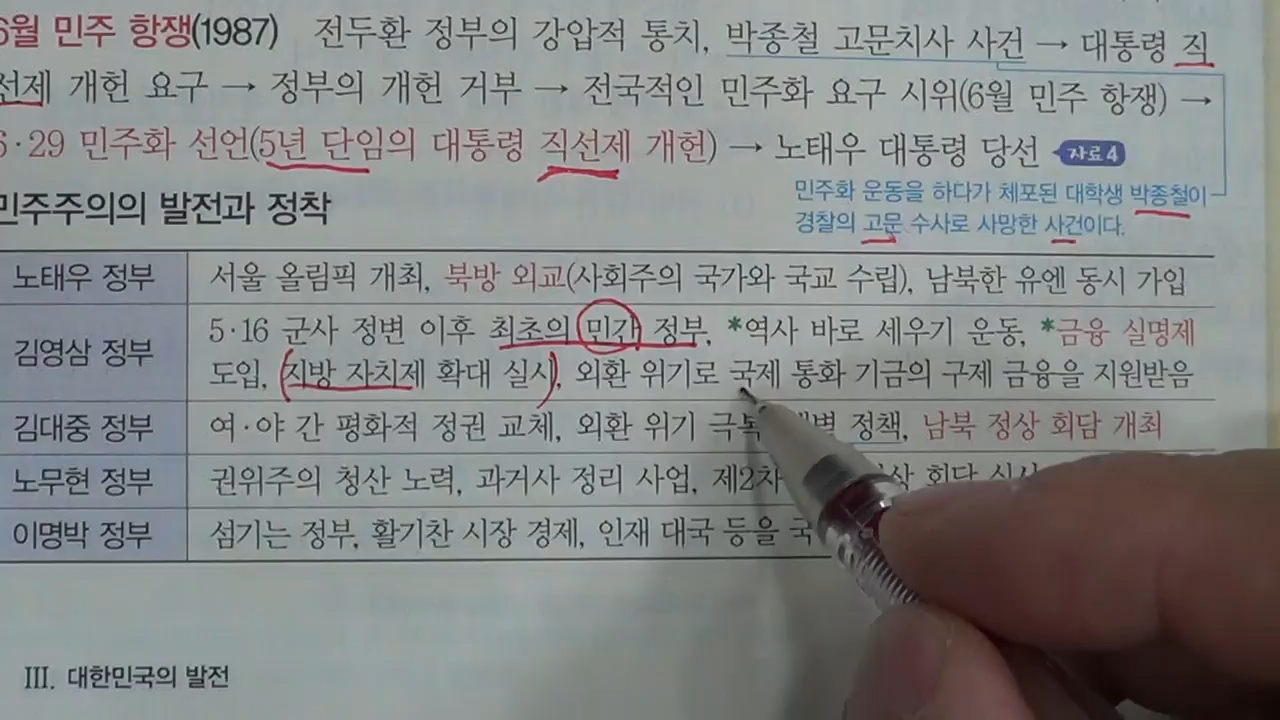 6월 민주 항쟁(1987) 전두환 정부의 강압적 통치, 박종철 고문치사 사건 → 대통령 직
선제 개헌 요구 → 정부의 개헌 거부 → 전국적인 민주화 요구 시위(6월 민주 항쟁) →
6·29 민주화 선언(5년 단임의 대통령 직선제 개헌) → 노태우 대통령 당선 자료4
민주화 운동을 하다가 체포된 대학생 박종철이
경찰의 고문 수사로 사망한 사건이다.
민주주의의 발전과 정착
노태우 정부 서울 올림픽 개최, 북방 외교(사회주의 국가와 국교 수립), 남북한 유엔 동시 가입
김영삼 정부
5·16 군사 정변 이후 최초의 민간 정부, *역사 바로 세우기 운동, *금융 실명제
도입, 지방 자치제 확대 실시, 외환 위기로 국제 통화 기금의 구제 금융을 지원받음
김대중 정부 여·야 간 평화적 정권 교체, 외환 위기 극복 정책, 남북 정상 회담 개최
노무현 정부 권위주의 청산 노력, 과거사 정리 사업, 제2차 회담
이명박 정부 섬기는 정부, 활기찬 시장 경제, 인재 대국 등을
III. 대한민국의 발전